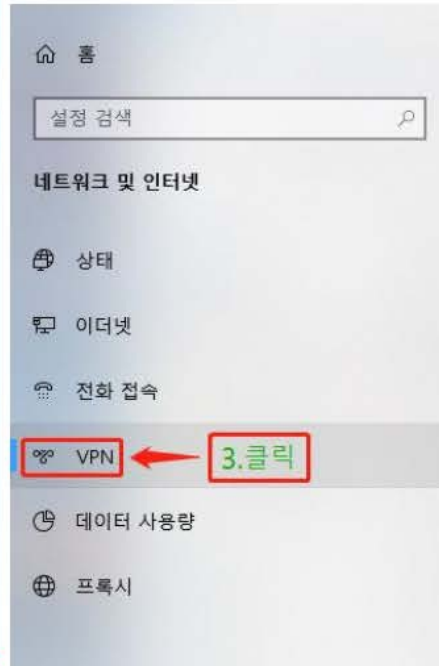 홈
설정 검색
네트워크 및 인터넷
상태
이더넷
전화 접속
VPN
3.클릭
데이터 사용량
프록시